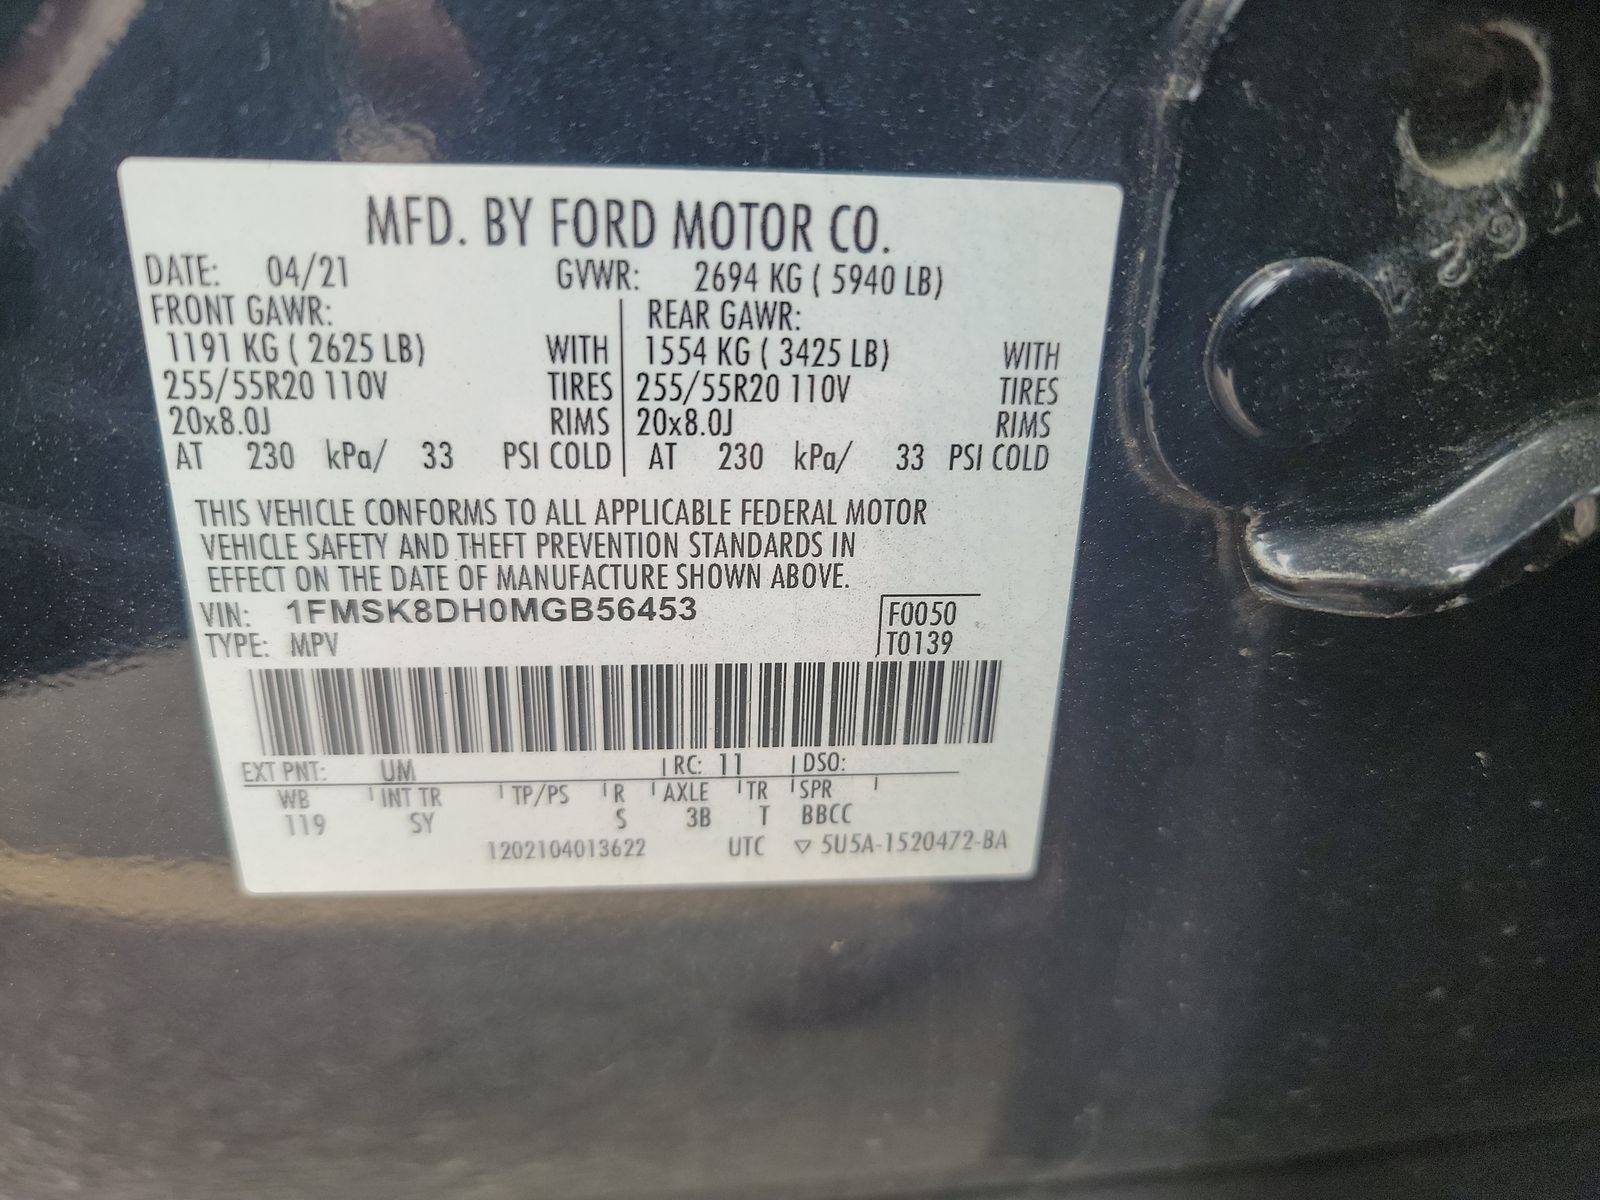 MFD. BY FORD MOTOR CO.
DATE: 04/21 GVWR: 2694 KG ( 5940 LB)
FRONT GAWR: REAR GAWR:
1191 KG ( 2625 LB) WITH 1554 KG ( 3425 LB) WITH
255/55R20 110V TIRES 255/55R20 110V TIRES
20x8.0J RIMS 20x8.0J RIMS
AT 230 kPa/ 33 PSI COLD AT 230 kPa/ 33 PSI COLD
THIS VEHICLE CONFORMS TO ALL APPLICABLE FEDERAL MOTOR
VEHICLE SAFETY AND THEFT PREVENTION STANDARDS IN
EFFECT ON THE DATE OF MANUFACTURE SHOWN ABOVE.
VIN: 1FMSK8DH0MGB56453 F0050
TYPE: MPV T0139
EXT PNT: UM RC: 11 DSO:
WB INT TR TP/PS R AXLE TR SPR
119 SY S 3B T BBCC
1202104013622 UTC ▽ 5U5A-1520472-BA